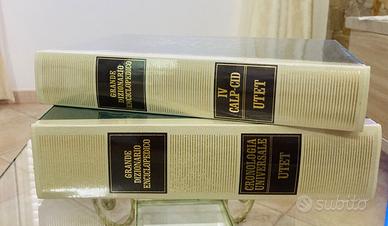 GRANDE
DIZIONARIO
ENCICLOPEDICO
IV
CALP-CID
UTET
GRANDE
DIZIONARIO
ENCICLOPEDICO
CRONOLOGIA
UNIVERSALE
UTET
subito